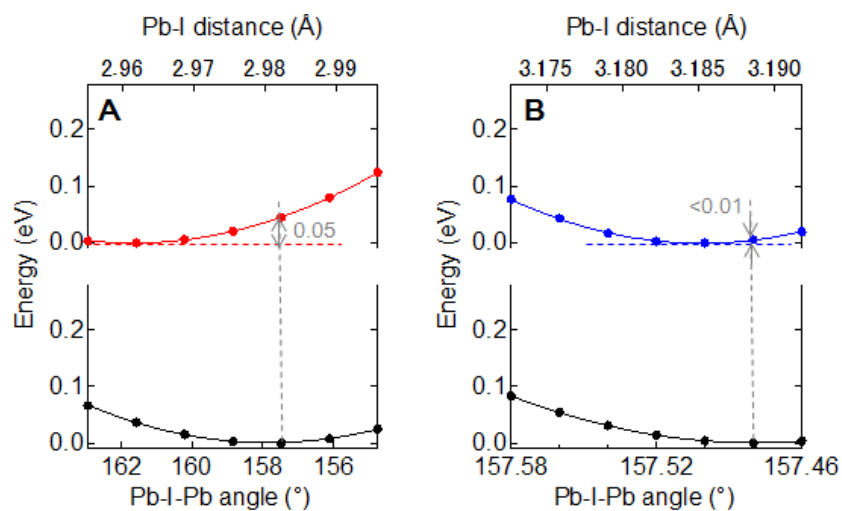 Pb-I distance (Å)
2.96 2.97 2.98 2.99
A
0.2
0.1
0.0
0.05
Energy (eV)
0.2
0.1
0.0
162 160 158 156
Pb-I-Pb angle (°)
Pb-I distance (Å)
3.175 3.180 3.185 3.190
B
0.2
0.1
0.0
<0.01
Energy (eV)
0.2
0.1
0.0
157.58 157.52 157.46
Pb-I-Pb angle (°)